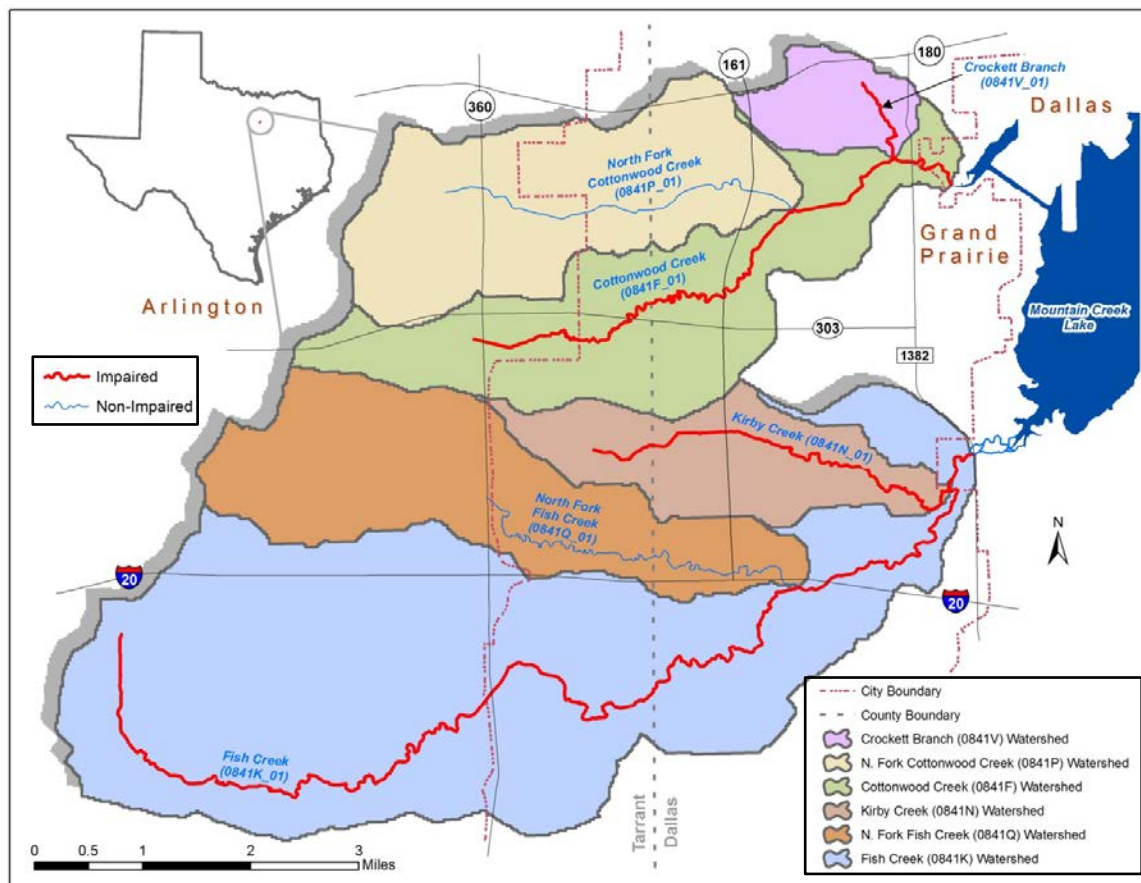 360
161
180
Crockett Branch
(0841V_01)
Dallas
North Fork
Cottonwood Creek
(0841P_01)
Grand
Prairie
Cottonwood Creek
(0841F_01)
Arlington
Mountain Creek
Lake
303
1382
Impaired
Non-Impaired
Kirby Creek (0841N_01)
North Fork
Fish Creek
(0841Q_01)
N
20
20
Fish Creek
(0841K_01)
Tarrant
Dallas
City Boundary
County Boundary
Crockett Branch (0841V) Watershed
N. Fork Cottonwood Creek (0841P) Watershed
Cottonwood Creek (0841F) Watershed
Kirby Creek (0841N) Watershed
N. Fork Fish Creek (0841Q) Watershed
Fish Creek (0841K) Watershed
0 0.5 1 2 3
Miles